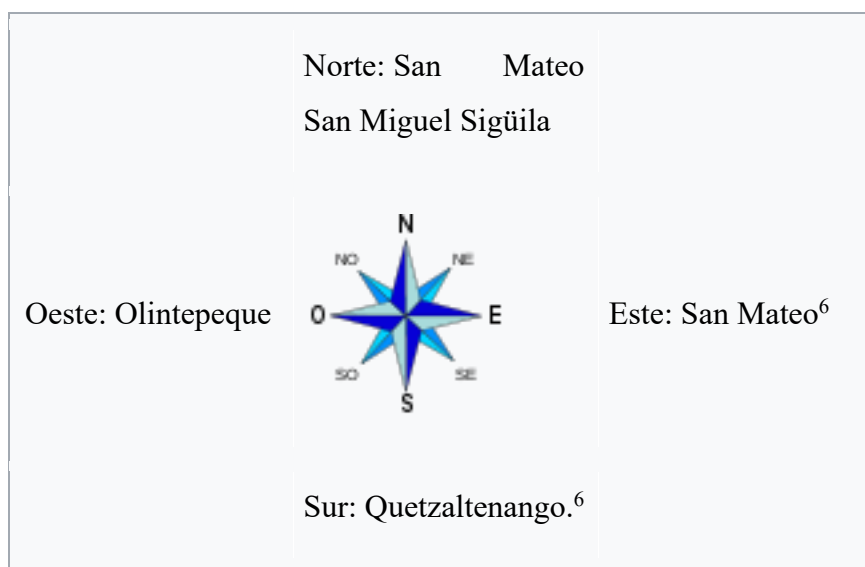 Norte: San Mateo
San Miguel Sigüila
N
NO NE
Oeste: Olintepeque O E Este: San Mateo⁶
SO SE
S
Sur: Quetzaltenango.⁶